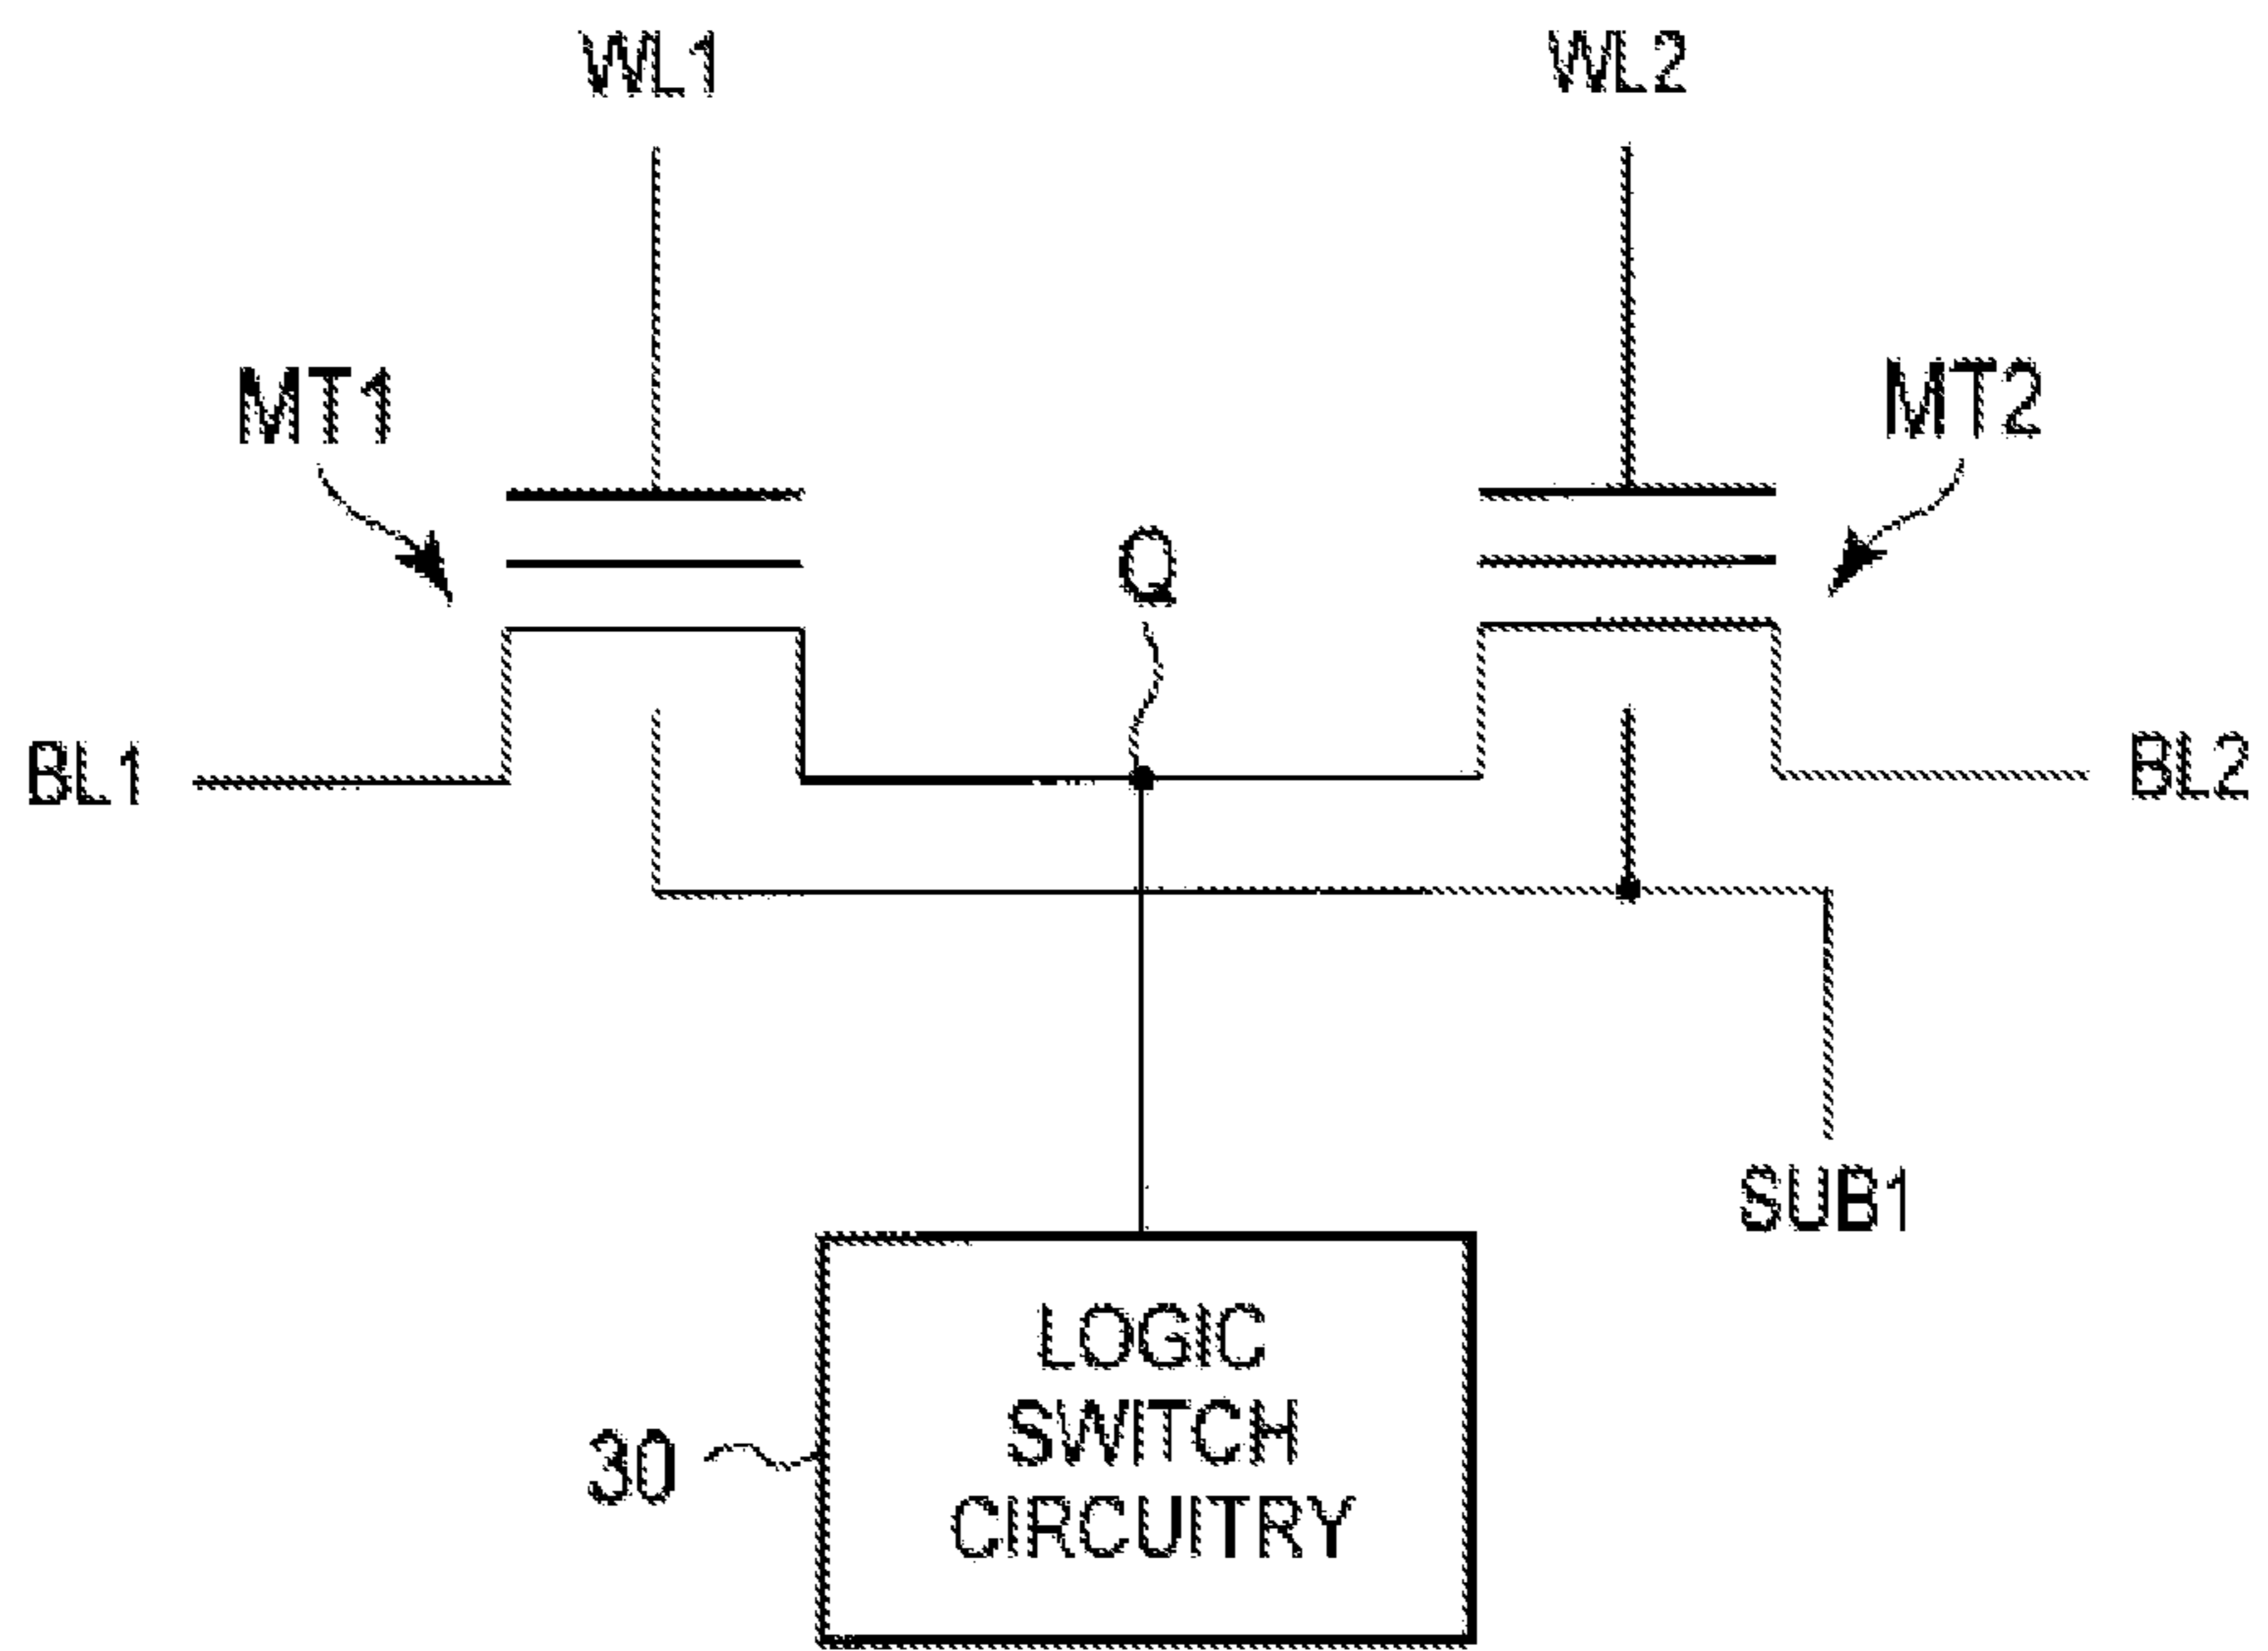 WL1
WL2
MT1
MT2
Q
BL1
BL2
SUB1
LOGIC
SWITCH
30
CIRCUITRY